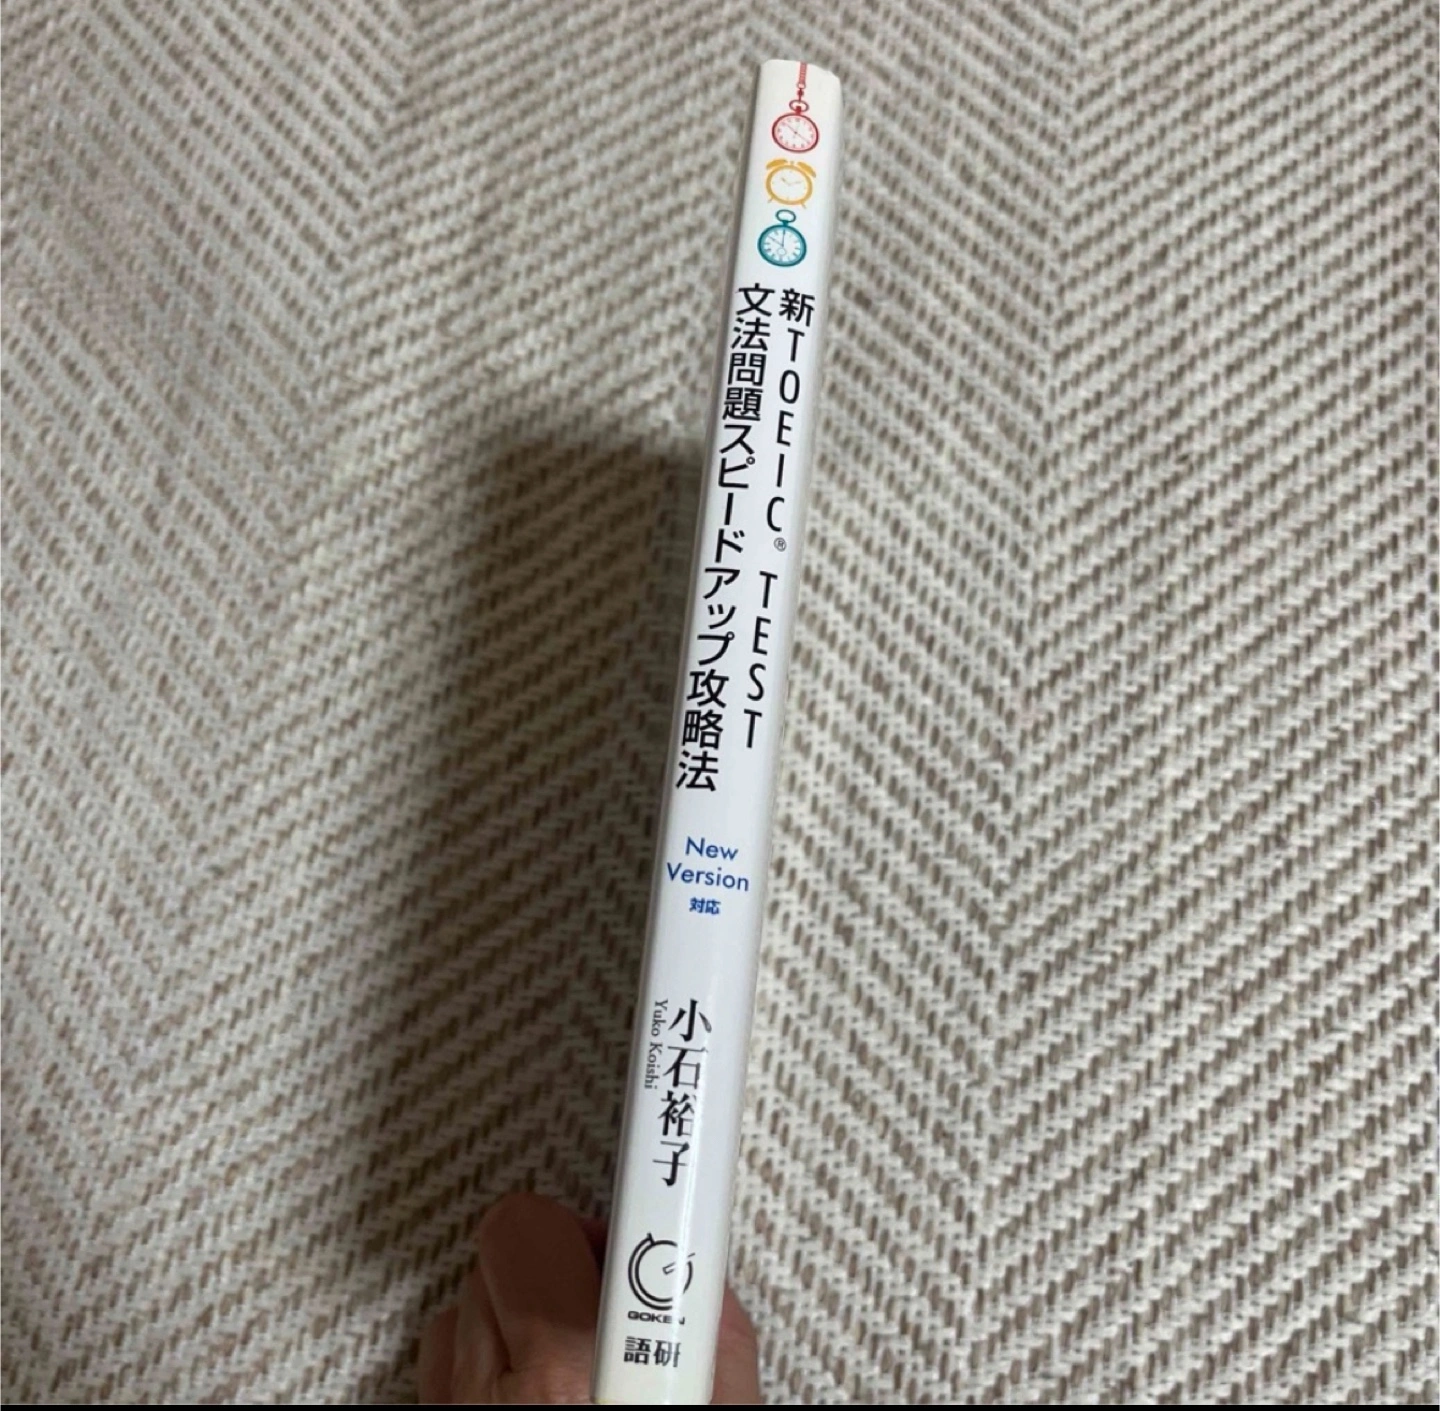 新TOEIC® TEST
文法問題スピードアップ攻略法
New
Version
対応
小石裕子
Yuko Koishi
GOKEN
語研